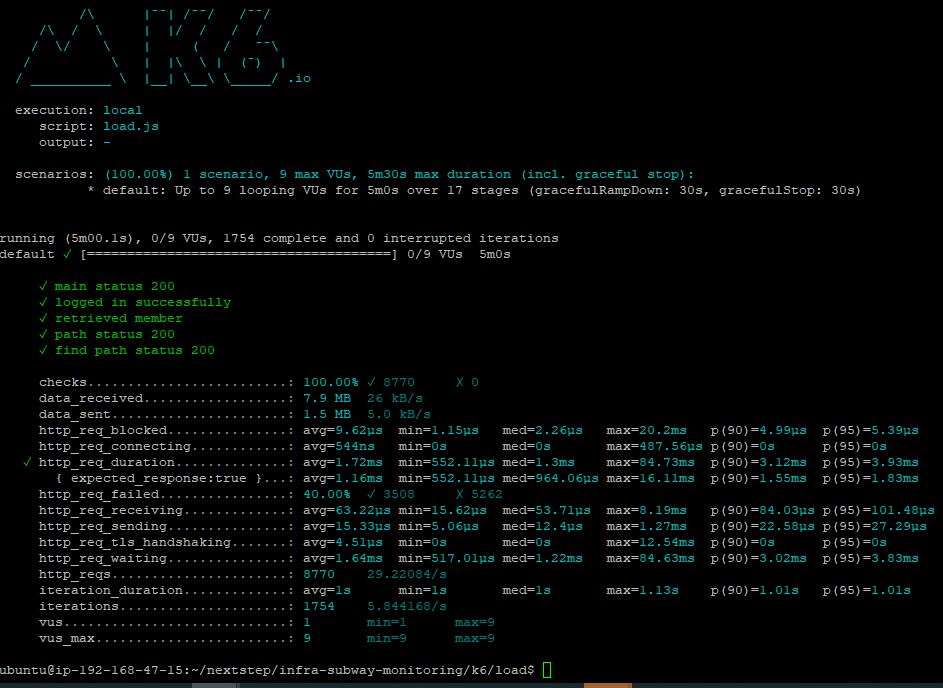 .io
execution: local
script: load.js
output: -
scenarios: (100.00%) 1 scenario, 9 max VUs, 5m30s max duration (incl. graceful stop):
* default: Up to 9 looping VUs for 5m0s over 17 stages (gracefulRampDown: 30s, gracefulStop: 30s)
running (5m00.1s), 0/9 VUs, 1754 complete and 0 interrupted iterations
default ✓ [======================================] 0/9 VUs  5m0s
✓ main status 200
✓ logged in successfully
✓ retrieved member
✓ path status 200
✓ find path status 200
checks.........................: 100.00% ✓ 8770 ✗ 0
data_received..................: 7.9 MB 26 kB/s
data_sent......................: 1.5 MB 5.0 kB/s
http_req_blocked...............: avg=9.62µs min=1.15µs med=2.26µs max=20.2ms p(90)=4.99µs p(95)=5.39µs
http_req_connecting............: avg=544ns min=0s med=0s max=487.56µs p(90)=0s p(95)=0s
✓ http_req_duration..............: avg=1.72ms min=552.11µs med=1.3ms max=84.73ms p(90)=3.12ms p(95)=3.93ms
{ expected_response:true }...: avg=1.16ms min=552.11µs med=964.06µs max=16.11ms p(90)=1.55ms p(95)=1.83ms
http_req_failed................: 40.00% ✓ 3508 ✗ 5262
http_req_receiving.............: avg=63.22µs min=15.62µs med=53.71µs max=8.19ms p(90)=84.03µs p(95)=101.48µs
http_req_sending...............: avg=15.33µs min=5.06µs med=12.4µs max=1.27ms p(90)=22.58µs p(95)=27.29µs
http_req_tls_handshaking.......: avg=4.51µs min=0s med=0s max=12.54ms p(90)=0s p(95)=0s
http_req_waiting...............: avg=1.64ms min=517.01µs med=1.22ms max=84.63ms p(90)=3.02ms p(95)=3.83ms
http_reqs......................: 8770 29.22084/s
iteration_duration.............: avg=1s min=1s med=1s max=1.13s p(90)=1.01s p(95)=1.01s
iterations.....................: 1754 5.844168/s
vus............................: 1 min=1 max=9
vus_max........................: 9 min=9 max=9
ubuntu@ip-192-168-47-15:~/nextstep/infra-subway-monitoring/k6/load$